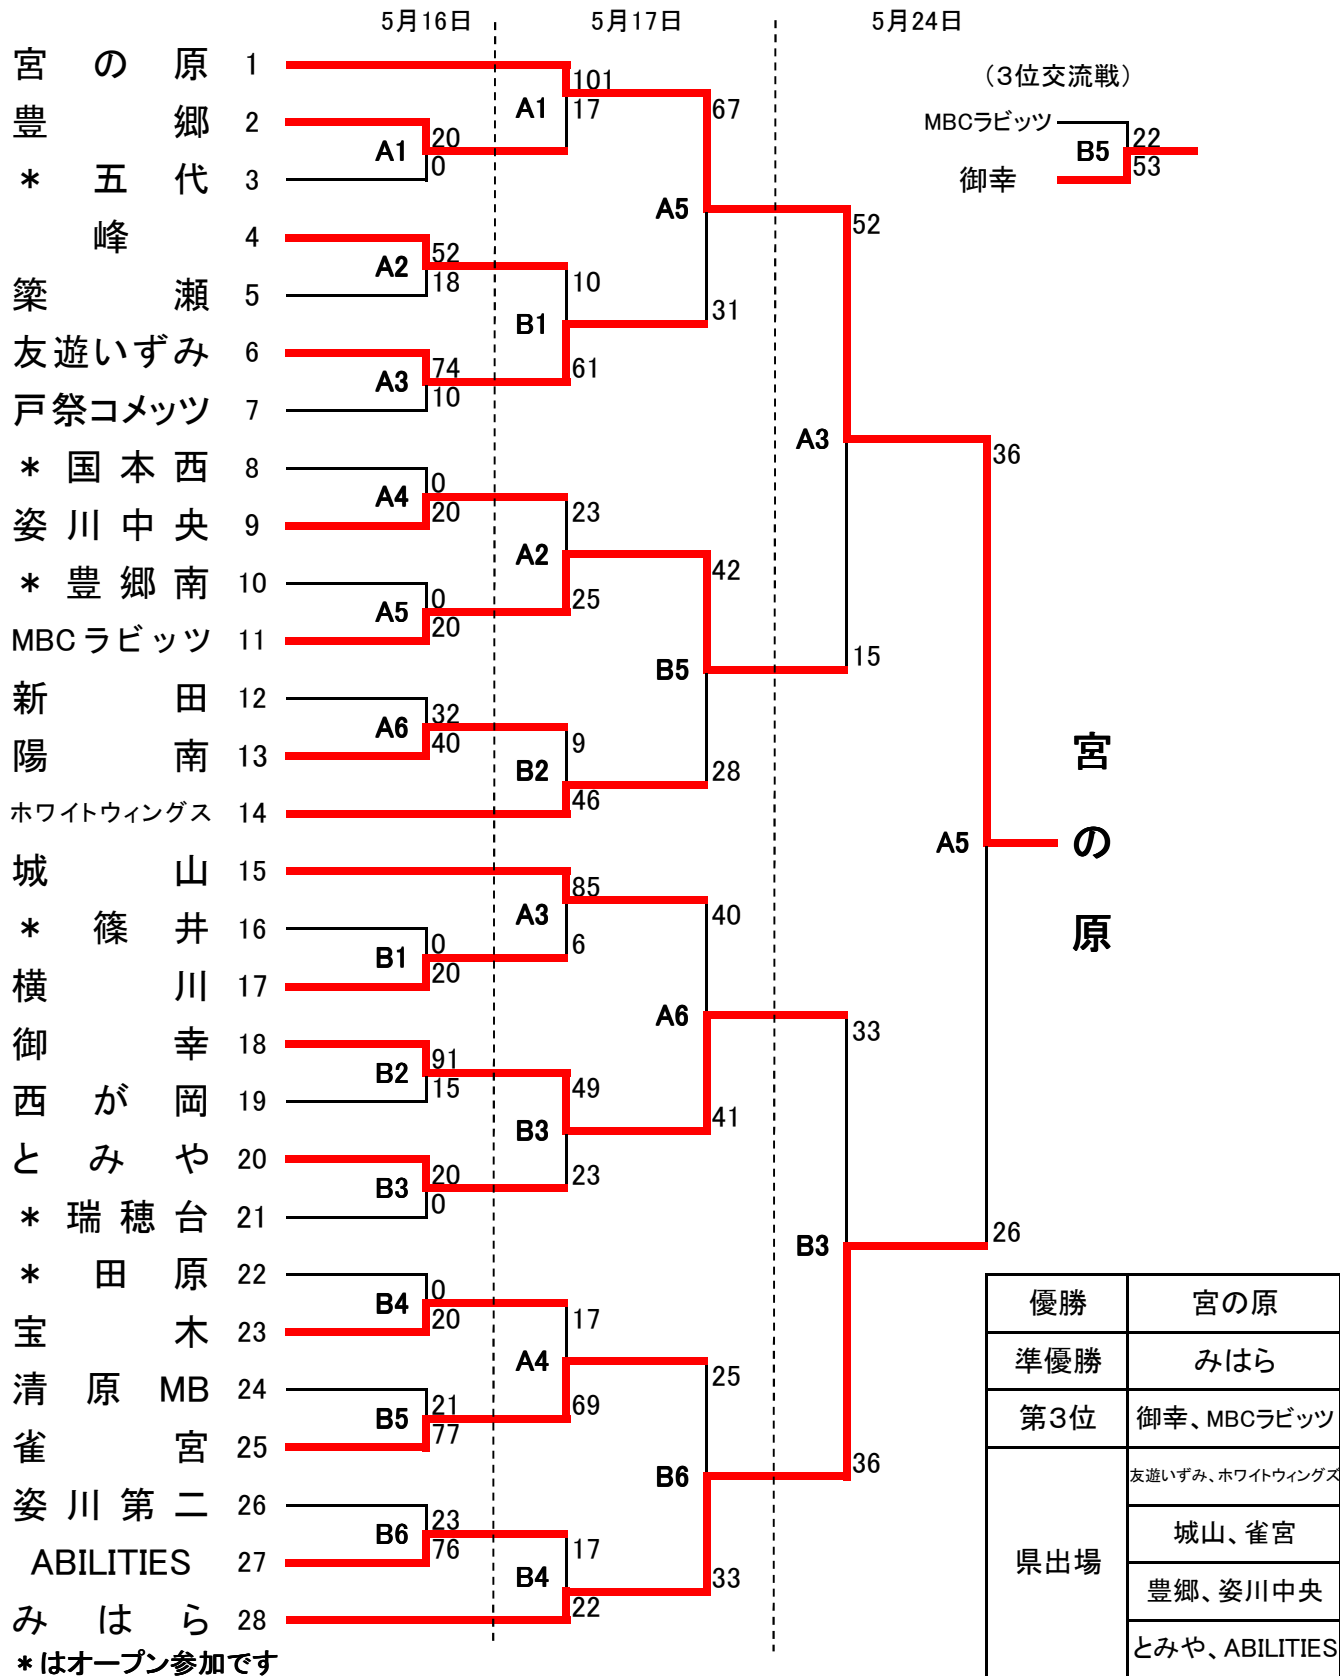 5月16日 5月17日 5月24日
(3位交流戦)
MBCラビッツ 22
B5
御幸 53
宮の原 1
豊郷 2
A1 20
0
*五代 3
A1 101
17
峰 4
A2 52
18
簗瀬 5
友遊いずみ 6
A3 74
10
戸祭コメッツ 7
B1 10
61
A5 67
31
*国本西 8
A4 0
20
姿川中央 9
*豊郷南 10
A5 0
20
MBCラビッツ 11
A2 23
25
新田 12
A6 32
40
陽南 13
ホワイトウィングス 14
B2 9
46
B5 42
28
A3 52
15
城山 15
*篠井 16
B1 0
20
横川 17
A3 85
6
御幸 18
B2 91
15
西が岡 19
とみや 20
B3 20
0
*瑞穂台 21
B3 49
23
A6 40
41
*田原 22
B4 0
20
宝木 23
清原MB 24
B5 21
77
雀宮 25
A4 17
69
姿川第二 26
B6 23
76
ABILITIES 27
みはら 28
B4 17
22
B6 25
33
B3 33
36
A5 36
26
宮の原
優勝 宮の原
準優勝 みはら
第3位 御幸、MBCラビッツ
県出場 友遊いずみ、ホワイトウィングズ
城山、雀宮
豊郷、姿川中央
とみや、ABILITIES
*はオープン参加です